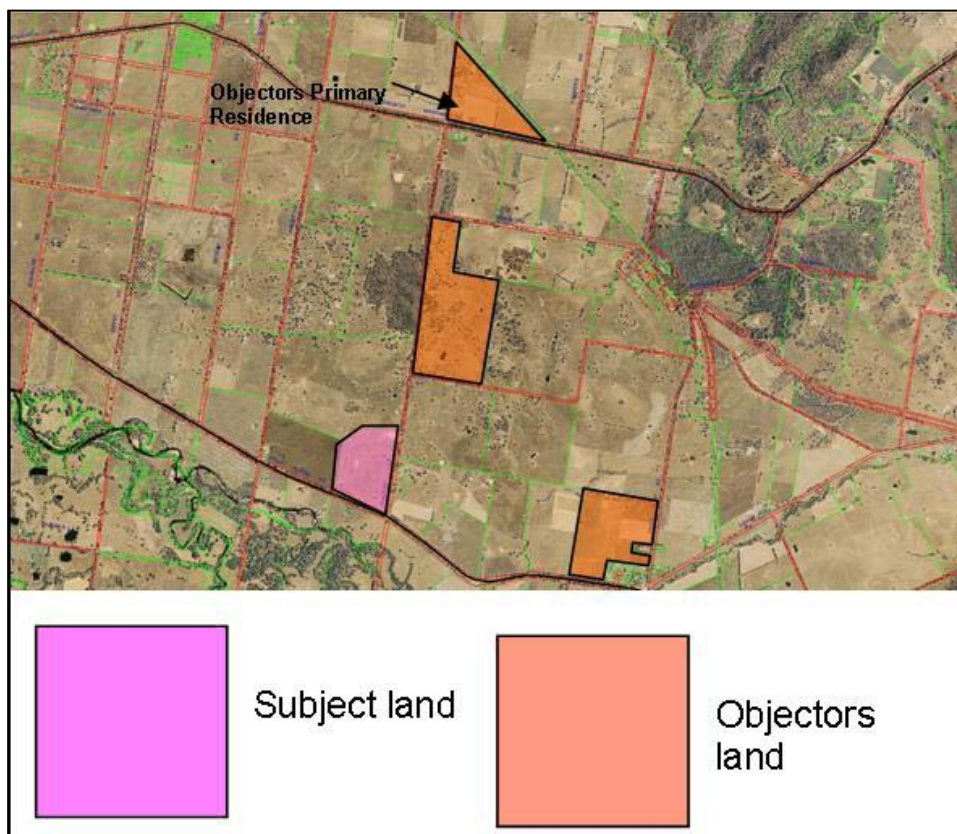 Objectors Primary
Residence
Subject land
Objectors
land